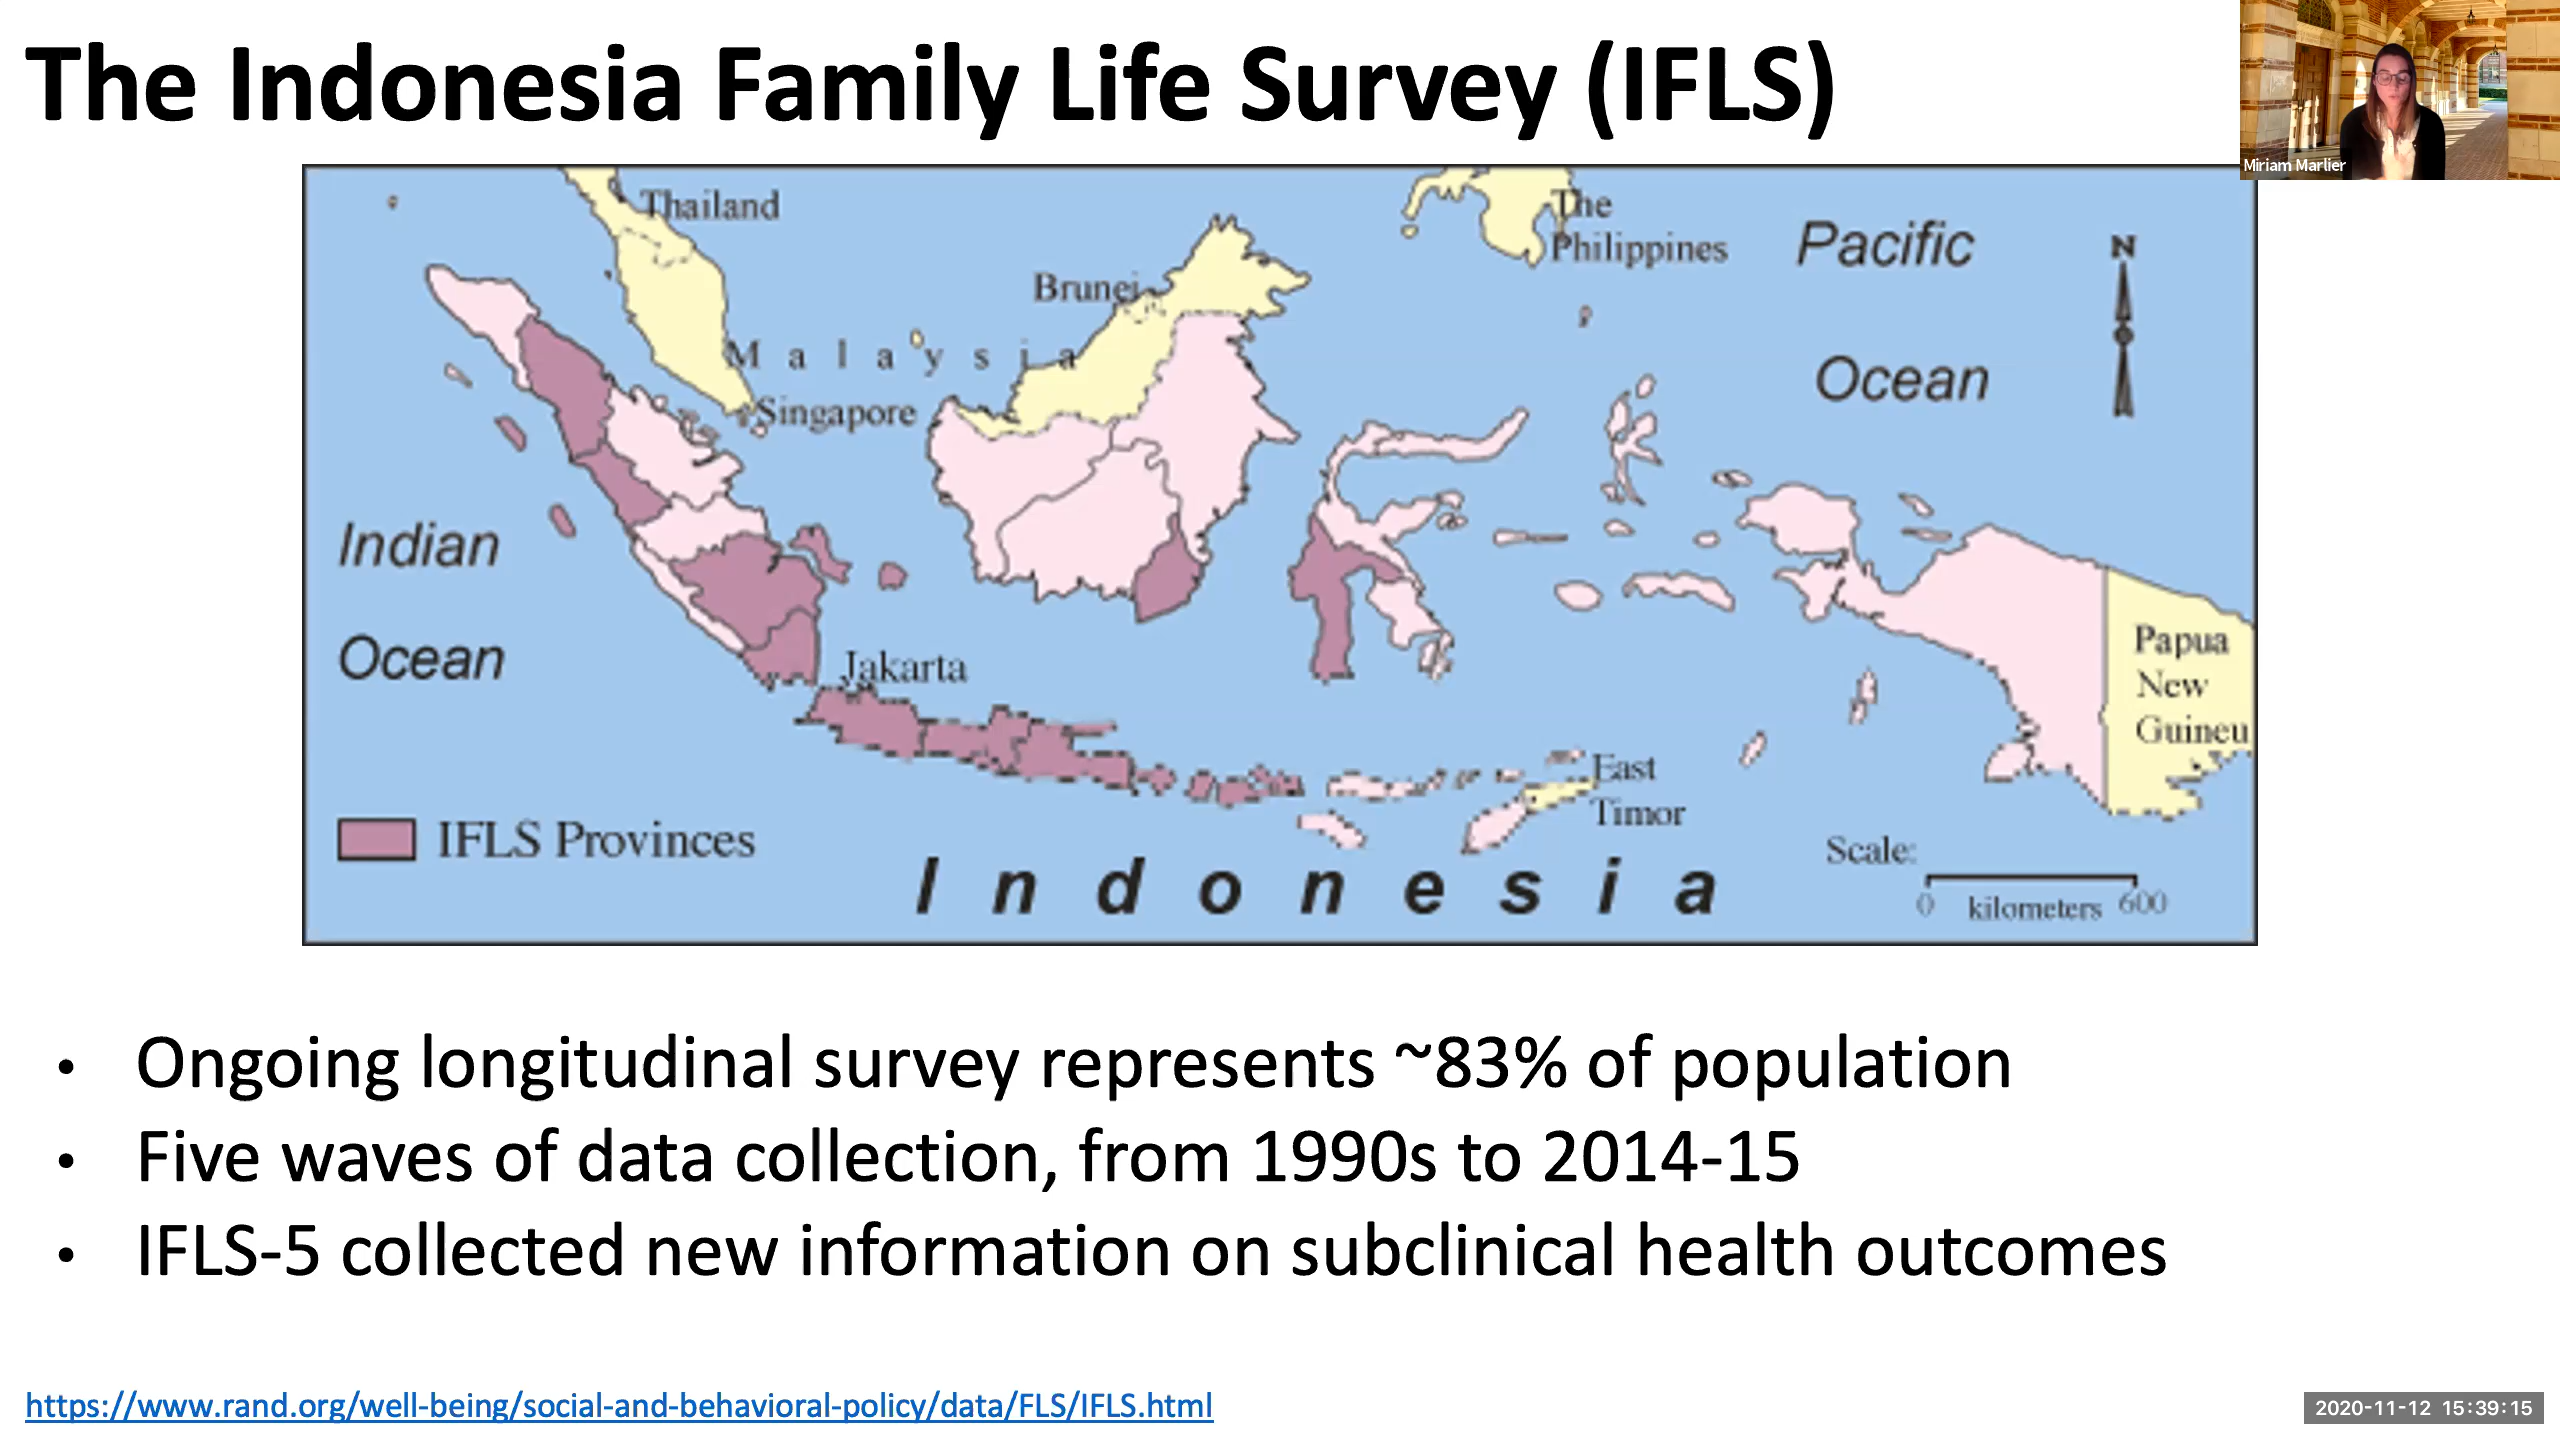 The Indonesia Family Life Survey (IFLS)
Miriam Marlier
Thailand
The
Philippines
Pacific
Ocean
N
Brunei
Malaysia
Singapore
Indian
Ocean
Jakarta
Papua
New
Guineu
East
Timor
IFLS Provinces
Indonesia
Scale:
0 kilometers 600
• Ongoing longitudinal survey represents ~83% of population
• Five waves of data collection, from 1990s to 2014-15
• IFLS-5 collected new information on subclinical health outcomes
https://www.rand.org/well-being/social-and-behavioral-policy/data/FLS/IFLS.html
2020-11-12 15:39:15